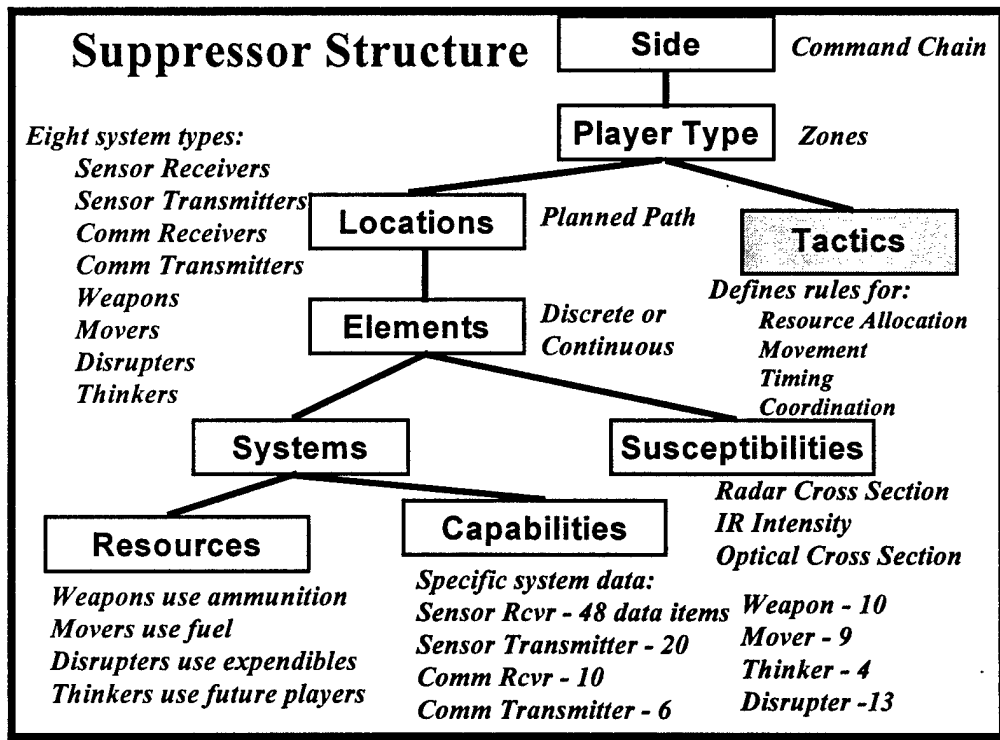 Suppressor Structure
Side
Command Chain
Player Type
Zones
Eight system types:
Sensor Receivers
Sensor Transmitters
Comm Receivers
Comm Transmitters
Weapons
Movers
Disrupters
Thinkers
Locations
Planned Path
Tactics
Defines rules for:
Resource Allocation
Movement
Timing
Coordination
Elements
Discrete or
Continuous
Systems
Susceptibilities
Radar Cross Section
IR Intensity
Optical Cross Section
Resources
Weapons use ammunition
Movers use fuel
Disrupters use expendibles
Thinkers use future players
Capabilities
Specific system data:
Sensor Rcvr - 48 data items
Sensor Transmitter - 20
Comm Rcvr - 10
Comm Transmitter - 6
Weapon - 10
Mover - 9
Thinker - 4
Disrupter -13